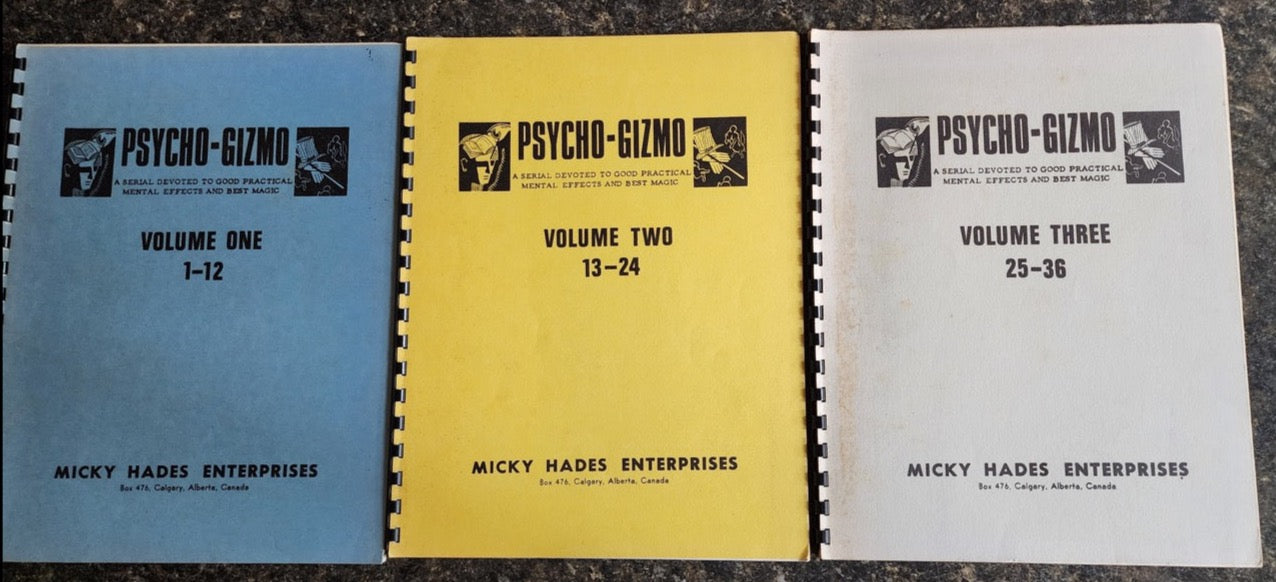 PSYCHO-GIZMO
A SERIAL DEVOTED TO GOOD PRACTICAL
MENTAL EFFECTS AND BEST MAGIC
VOLUME ONE
1-12
MICKY HADES ENTERPRISES
Box 476, Calgary, Alberta, Canada
PSYCHO-GIZMO
A SERIAL DEVOTED TO GOOD PRACTICAL
MENTAL EFFECTS AND BEST MAGIC
VOLUME TWO
13-24
MICKY HADES ENTERPRISES
Box 476, Calgary, Alberta, Canada
PSYCHO-GIZMO
A SERIAL DEVOTED TO GOOD PRACTICAL
MENTAL EFFECTS AND BEST MAGIC
VOLUME THREE
25-36
MICKY HADES ENTERPRISES
Box 476, Calgary, Alberta, Canada